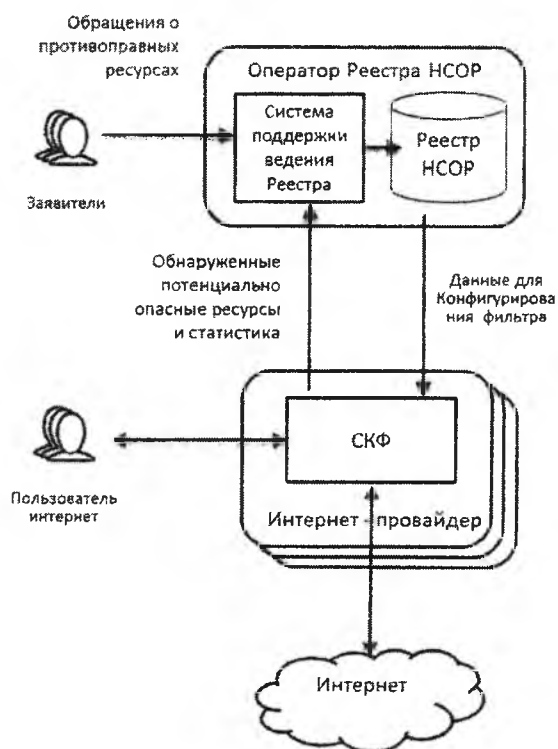 Обращения о
противоправных
ресурсах
Оператор Реестра НСОР
Система
поддержки
ведения
Реестра
Реестр
НСОР
Заявители
Обнаруженные
потенциально
опасные ресурсы
и статистика
Данные для
Конфигурирова
ния фильтра
СКФ
Пользователь
интернет
Интернет - провайдер
Интернет